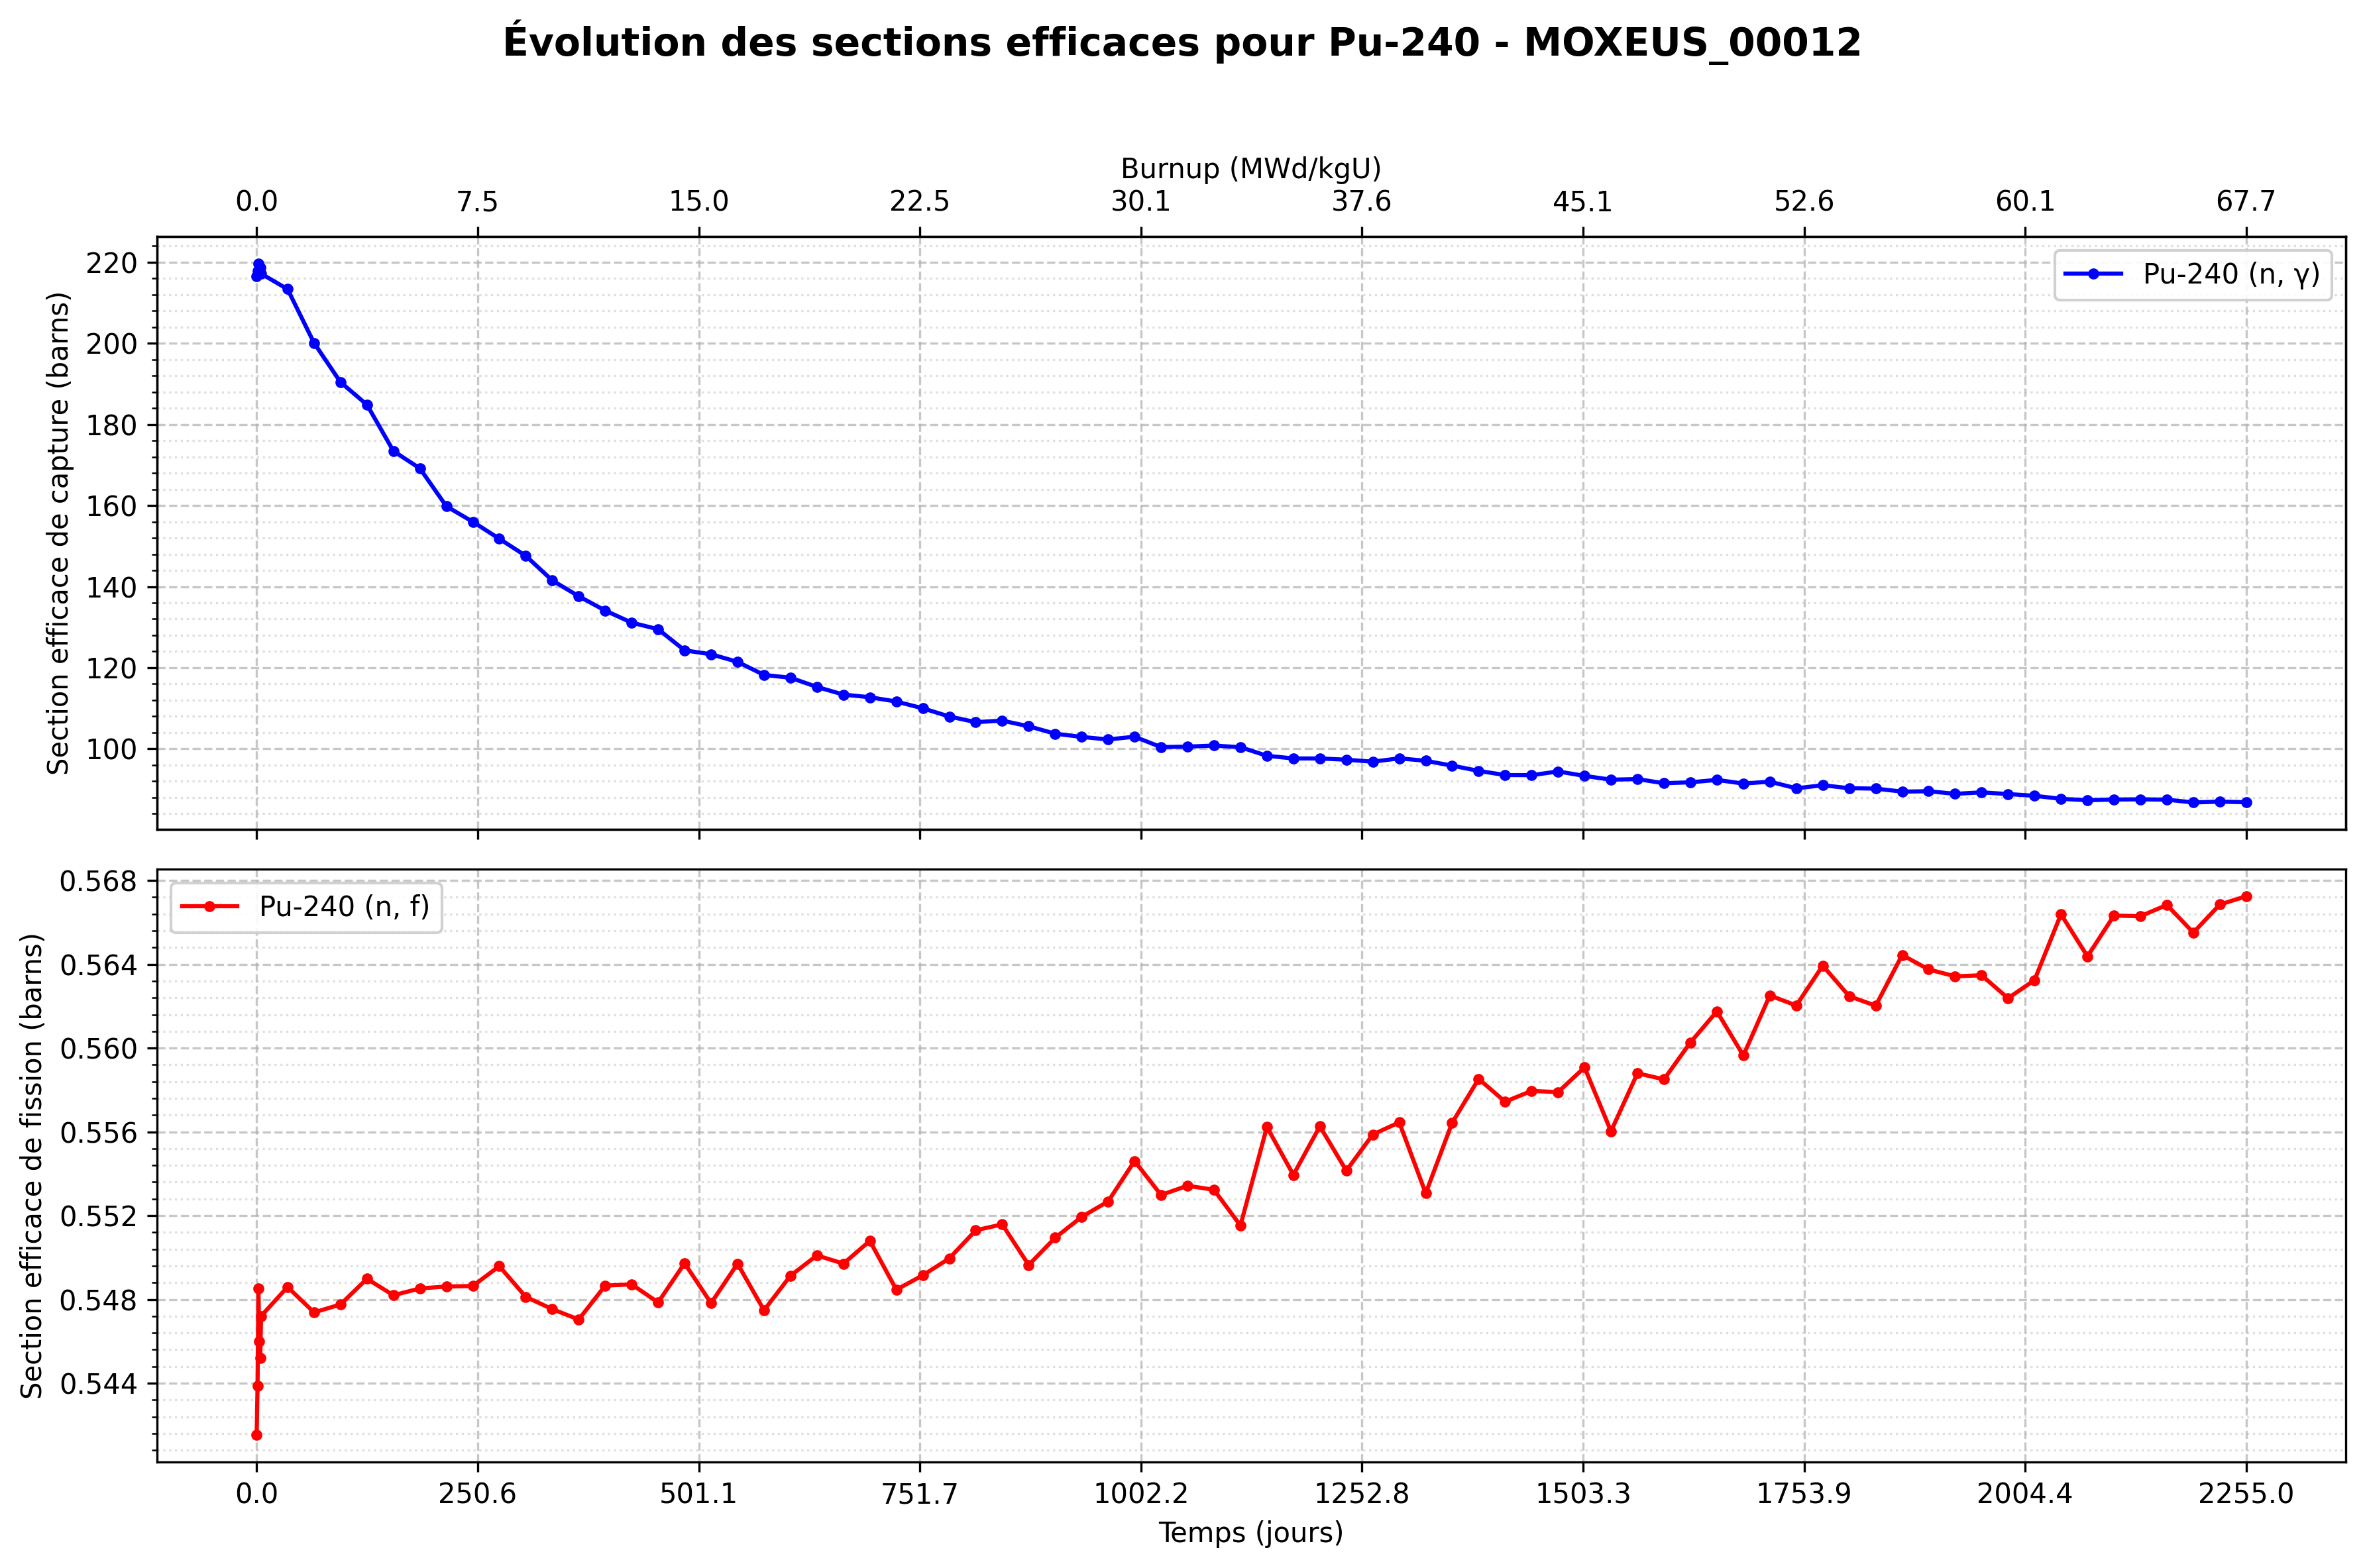 Évolution des sections efficaces pour Pu-240 - MOXEUS_00012
Burnup (MWd/kgU)
0.0 7.5 15.0 22.5 30.1 37.6 45.1 52.6 60.1 67.7
Section efficace de capture (barns)
220
200
180
160
140
120
100
Pu-240 (n, γ)
Section efficace de fission (barns)
0.568
0.564
0.560
0.556
0.552
0.548
0.544
Pu-240 (n, f)
0.0 250.6 501.1 751.7 1002.2 1252.8 1503.3 1753.9 2004.4 2255.0
Temps (jours)